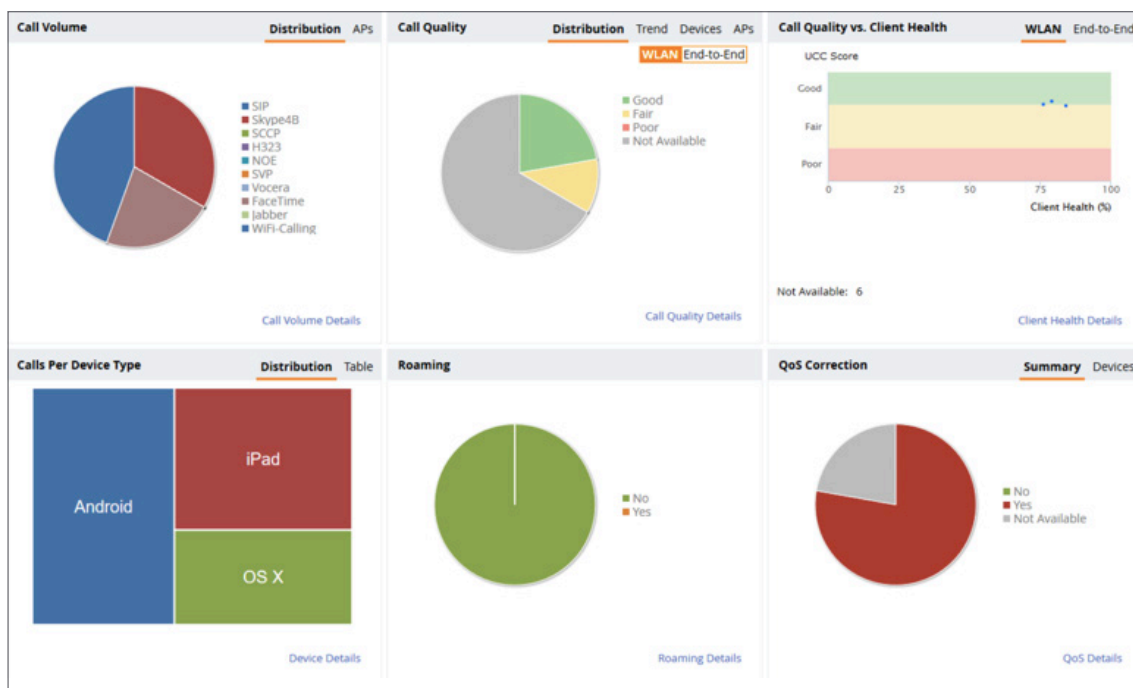 Call Volume
Distribution APs
SIP
Skype4B
SCCP
H323
NOE
SVP
Vocera
FaceTime
Jabber
WiFi-Calling
Call Volume Details
Call Quality
Distribution Trend Devices APs
WLAN End-to-End
Good
Fair
Poor
Not Available
Call Quality Details
Call Quality vs. Client Health
WLAN End-to-End
UCC Score
Good
Fair
Poor
0 25 50 75 100
Client Health (%)
Not Available: 6
Client Health Details
Calls Per Device Type
Distribution Table
Android
iPad
OS X
Device Details
Roaming
No
Yes
Roaming Details
QoS Correction
Summary Devices
No
Yes
Not Available
QoS Details